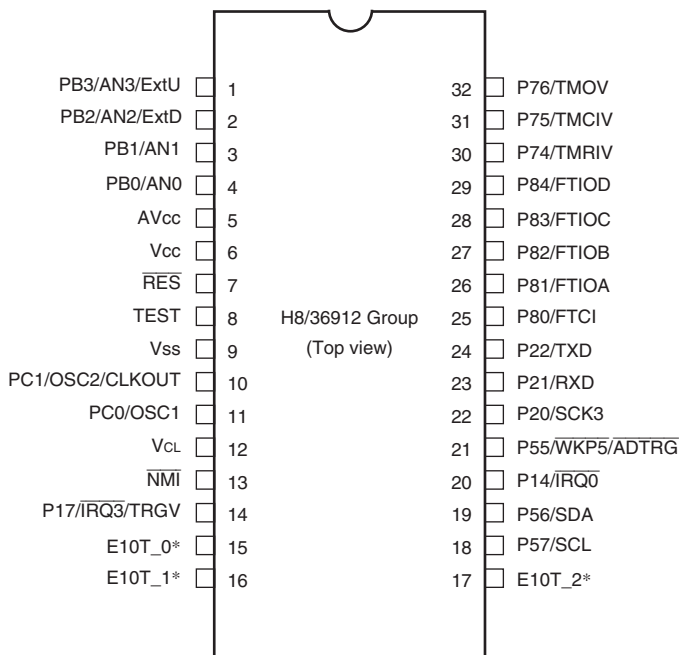 PB3/AN3/ExtU 1
PB2/AN2/ExtD 2
PB1/AN1 3
PB0/AN0 4
AVcc 5
Vcc 6
RES 7
TEST 8
Vss 9
PC1/OSC2/CLKOUT 10
PC0/OSC1 11
VCL 12
NMI 13
P17/IRQ3/TRGV 14
E10T_0* 15
E10T_1* 16
H8/36912 Group
(Top view)
32 P76/TMOV
31 P75/TMCIV
30 P74/TMRIV
29 P84/FTIOD
28 P83/FTIOC
27 P82/FTIOB
26 P81/FTIOA
25 P80/FTCI
24 P22/TXD
23 P21/RXD
22 P20/SCK3
21 P55/WKP5/ADTRG
20 P14/IRQ0
19 P56/SDA
18 P57/SCL
17 E10T_2*